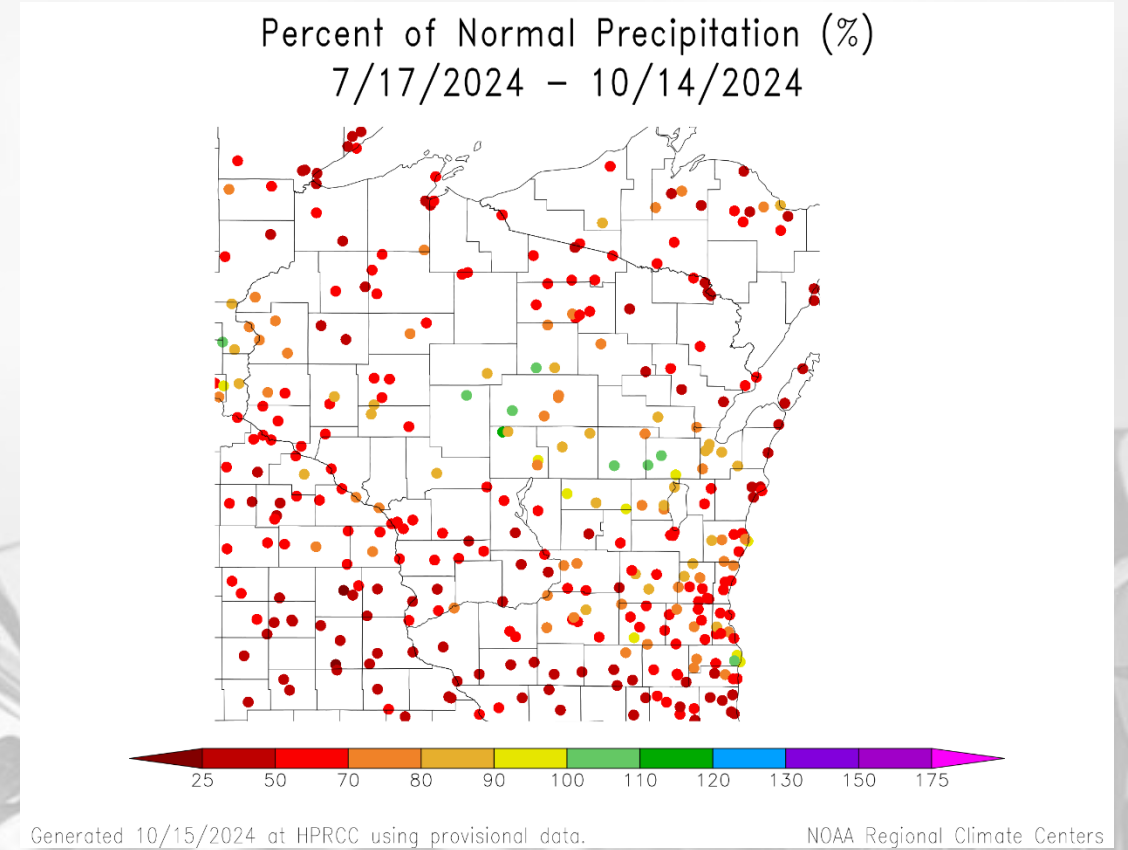 Percent of Normal Precipitation (%)
7/17/2024 – 10/14/2024
25 50 70 80 90 100 110 120 130 150 175
Generated 10/15/2024 at HPRCC using provisional data. NOAA Regional Climate Centers